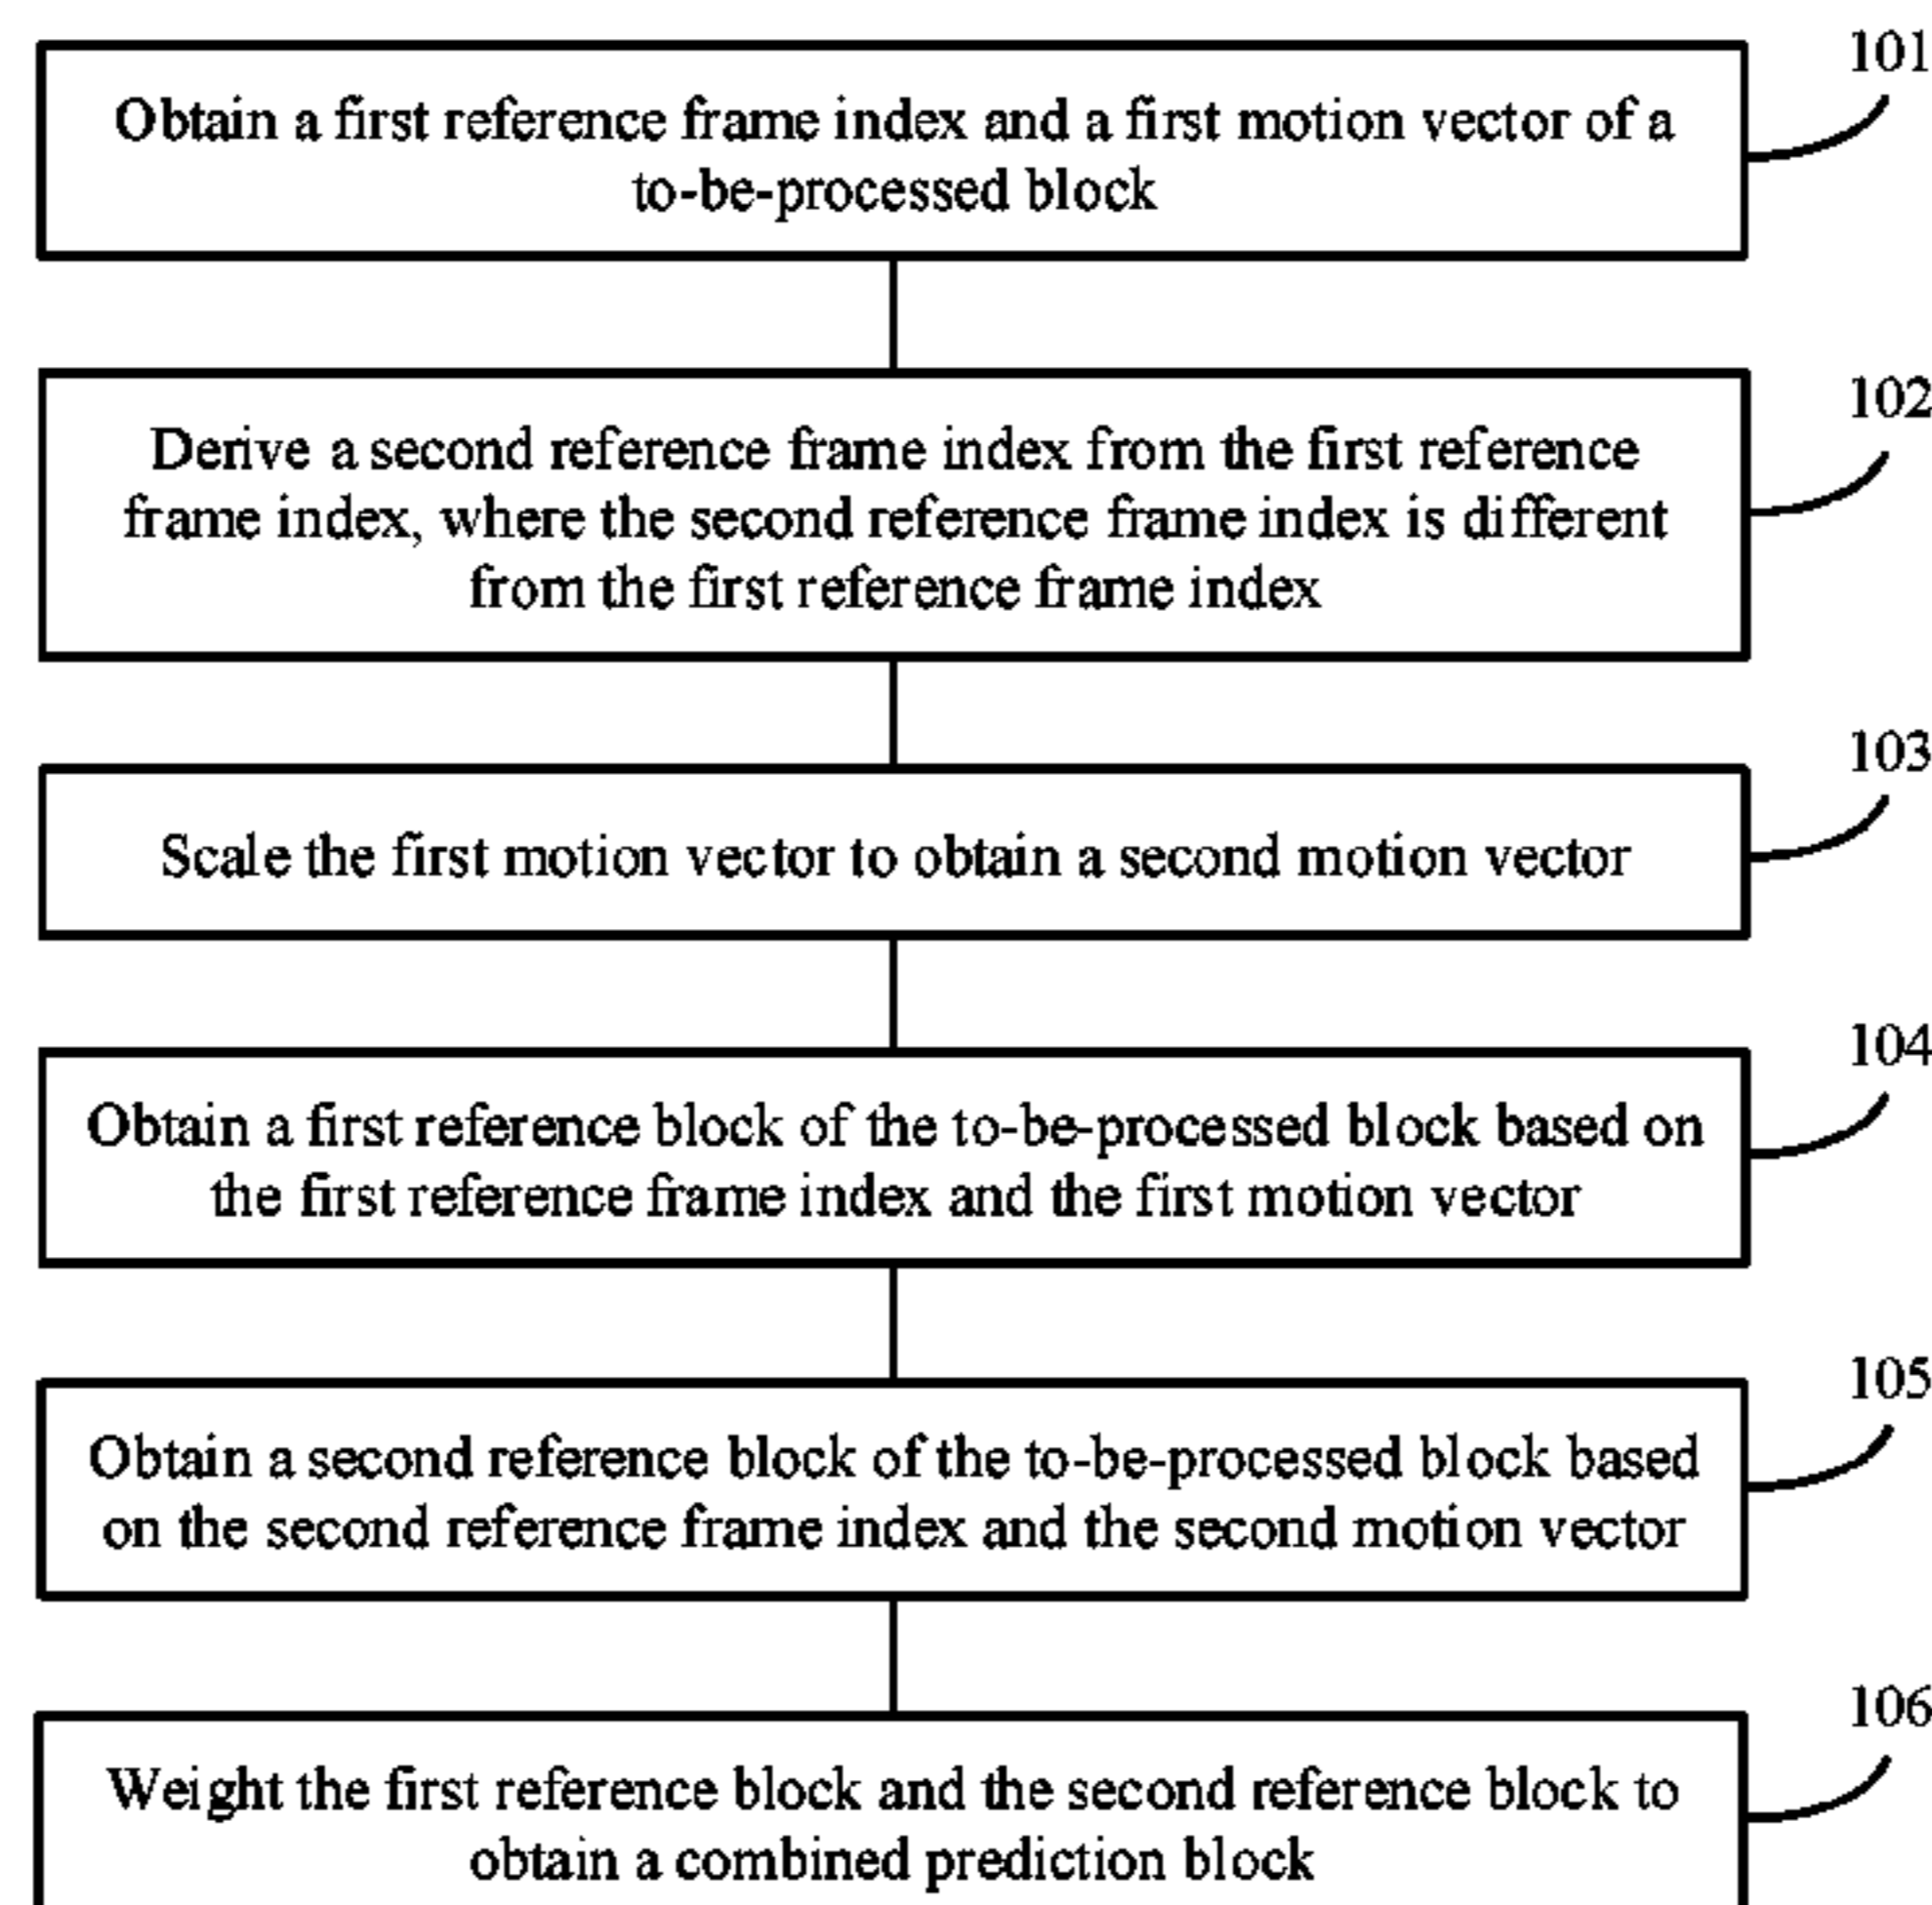 101
Obtain a first reference frame index and a first motion vector of a
to-be-processed block
102
Derive a second reference frame index from the first reference
frame index, where the second reference frame index is different
from the first reference frame index
103
Scale the first motion vector to obtain a second motion vector
104
Obtain a first reference block of the to-be-processed block based on
the first reference frame index and the first motion vector
105
Obtain a second reference block of the to-be-processed block based
on the second reference frame index and the second motion vector
106
Weight the first reference block and the second reference block to
obtain a combined prediction block